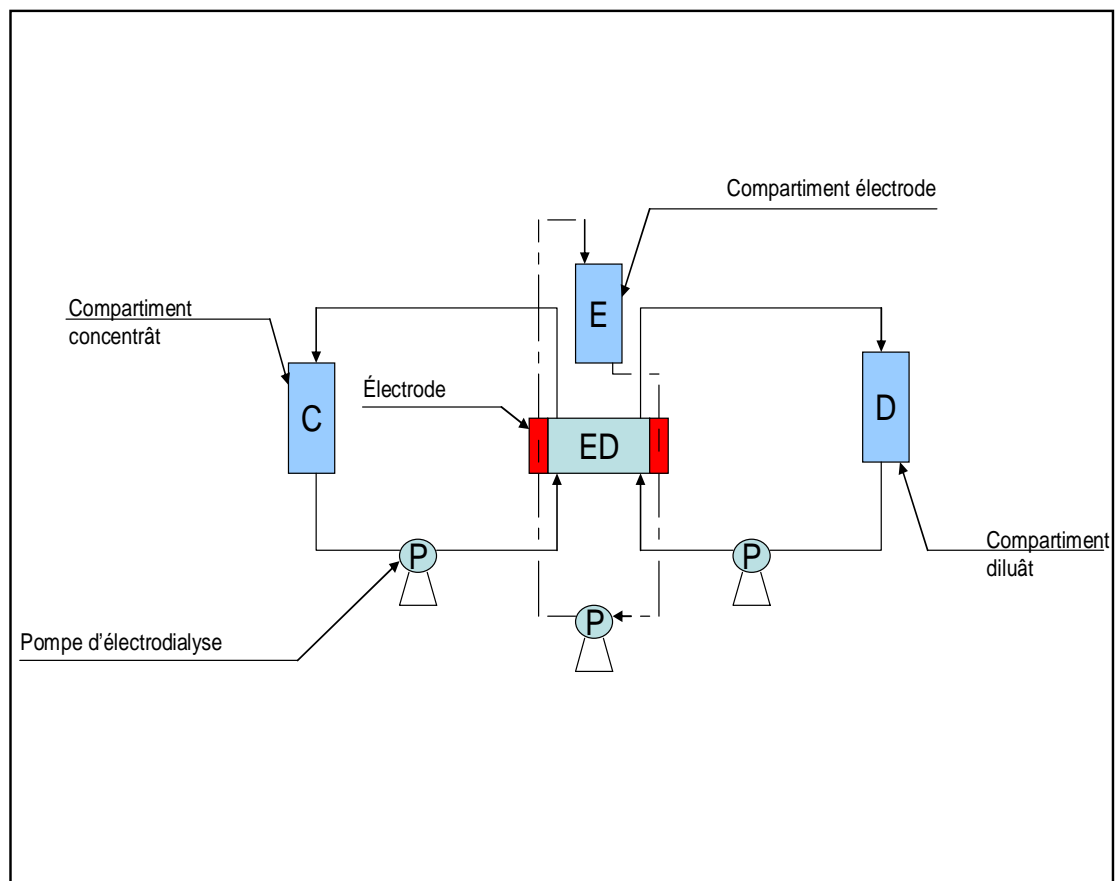 Compartiment électrode
E
Compartiment
concentrât
Électrode
C
ED
D
P
P
Compartiment
diluât
P
Pompe d'électrodialyse